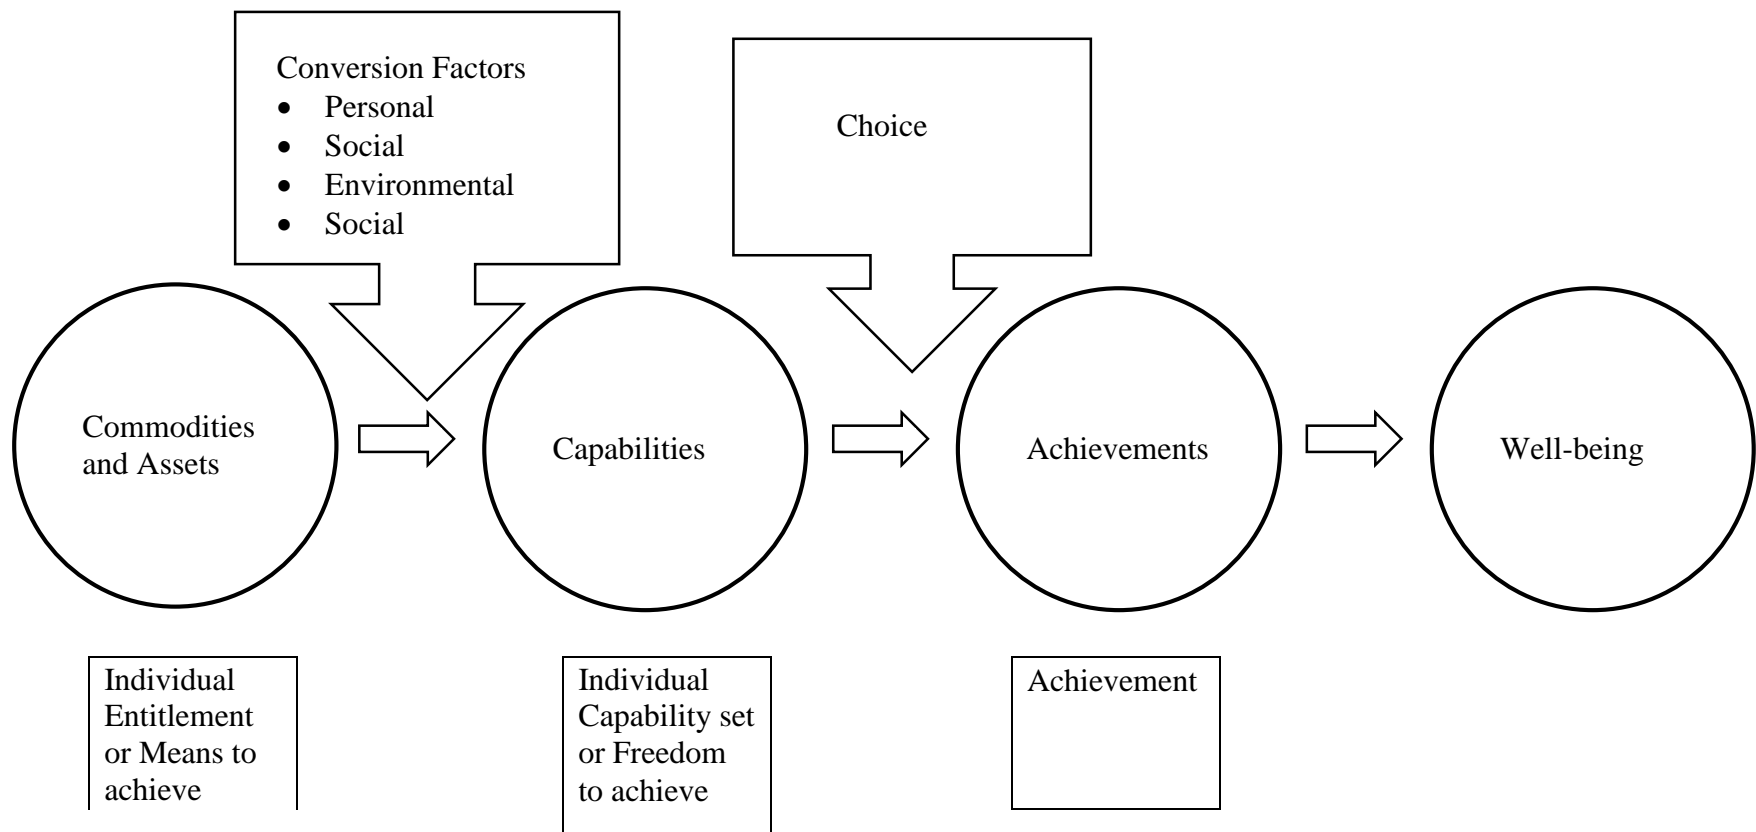 Conversion Factors
• Personal
• Social
• Environmental
• Social
Choice
Commodities
and Assets
Capabilities
Achievements
Well-being
Individual
Entitlement
or Means to
achieve
Individual
Capability set
or Freedom
to achieve
Achievement